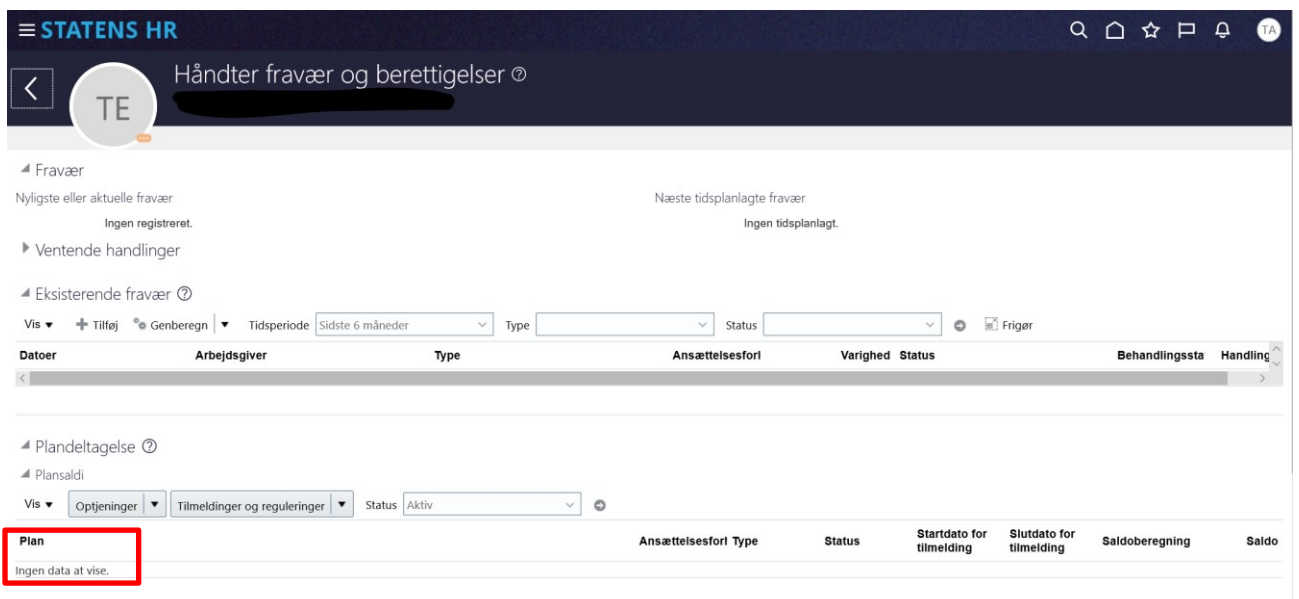 STATENS HR
TA
Håndter fravær og berettigelser
TE
Fravær
Nyligste eller aktuelle fravær Næste tidsplanlagte fravær
Ingen registreret. Ingen tidsplanlagt.
Ventende handlinger
Eksisterende fravær
Vis Tilføj Genberegn Tidsperiode Sidste 6 måneder Type Status Frigør
Datoer Arbejdsgiver Type Ansættelsesforl Varighed Status Behandlingssta Handling
Plandeltagelse
Plansaldi
Vis Optjeninger Tilmeldinger og reguleringer Status Aktiv
Plan Ansættelsesforl Type Status Startdato for tilmelding Slutdato for tilmelding Saldoberegning Saldo
Ingen data at vise.